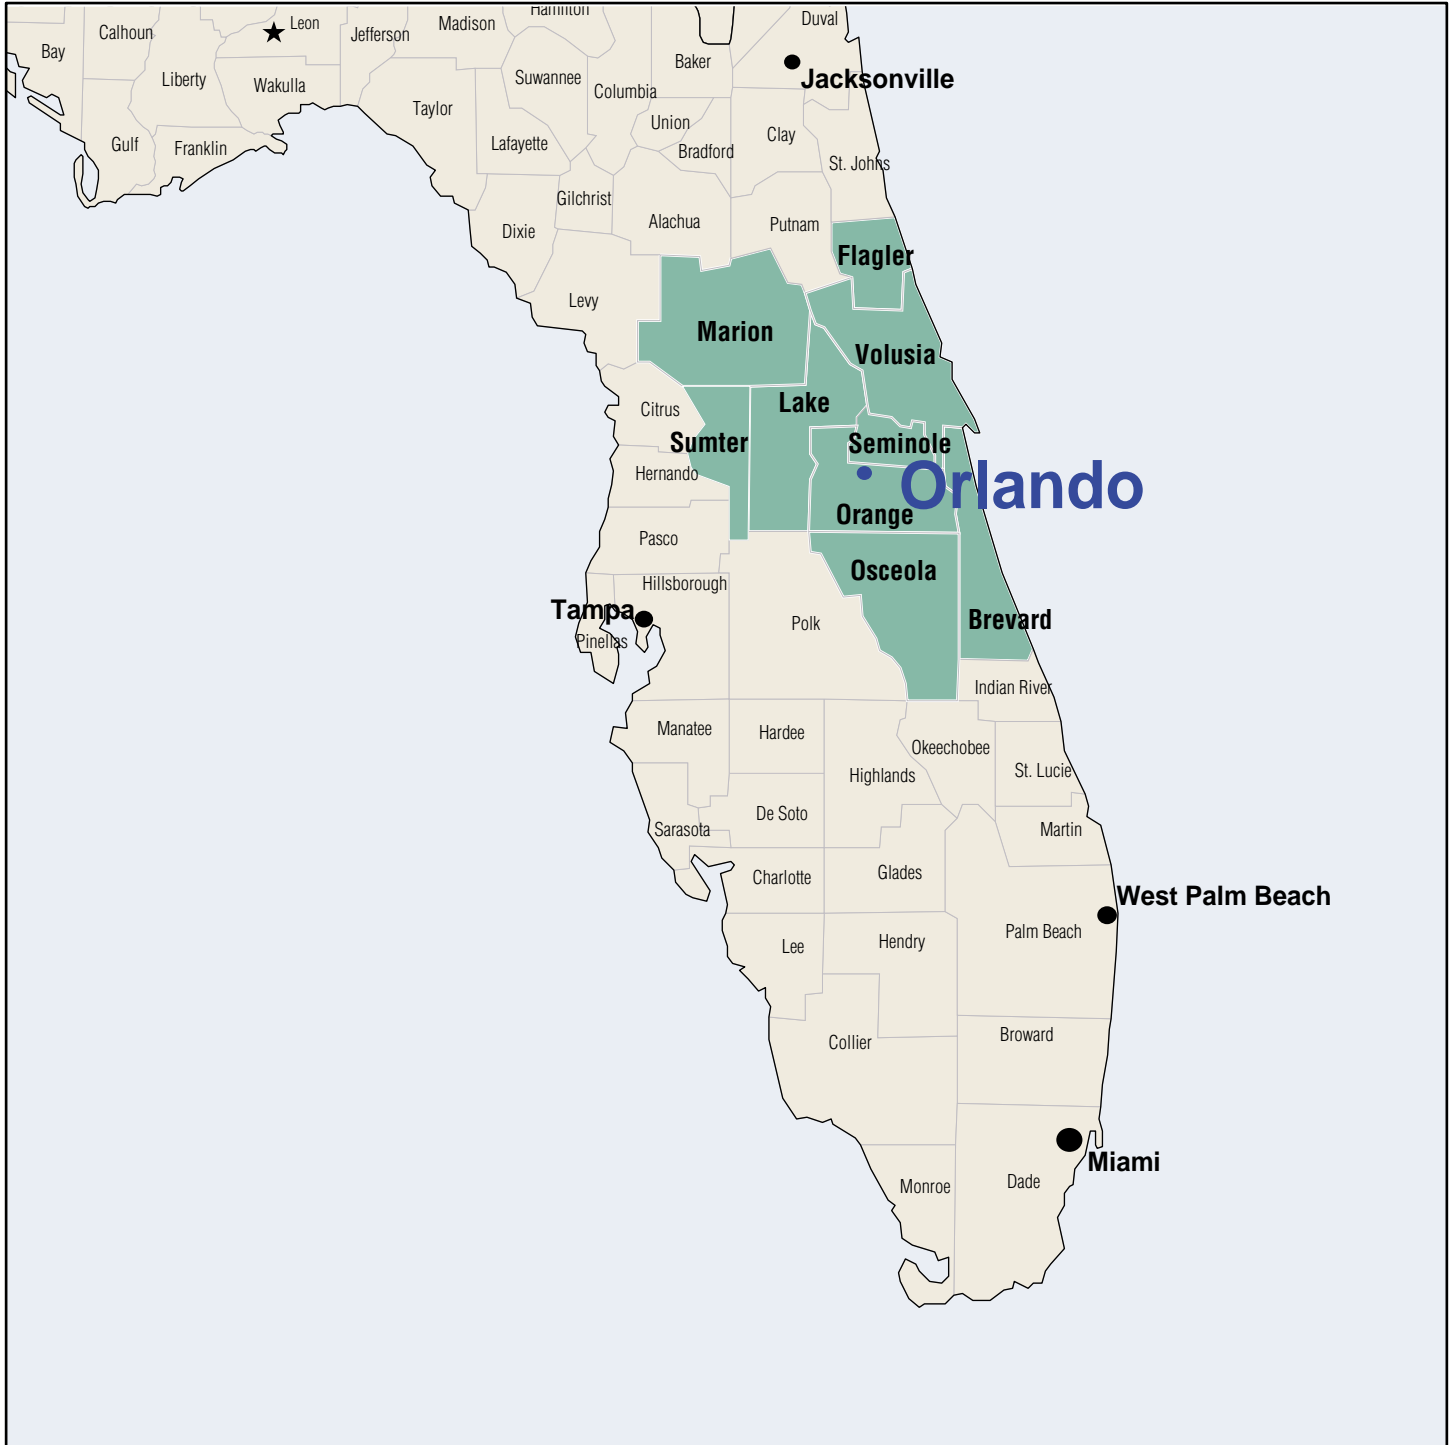 Hamilton
Duval
Madison
Leon
Calhoun
Jefferson
Bay
Baker
Jacksonville
Suwannee
Liberty
Wakulla
Columbia
Taylor
Union
Clay
Lafayette
Gulf
Franklin
Bradford
St. Johns
Gilchrist
Alachua
Putnam
Dixie
Flagler
Levy
Marion
Volusia
Lake
Citrus
Sumter
Seminole
Hernando
Orlando
Orange
Pasco
Osceola
Hillsborough
Tampa
Polk
Brevard
Pinellas
Indian River
Manatee
Hardee
Okeechobee
St. Lucie
Highlands
De Soto
Sarasota
Martin
Charlotte
Glades
West Palm Beach
Palm Beach
Lee
Hendry
Broward
Collier
Miami
Dade
Monroe